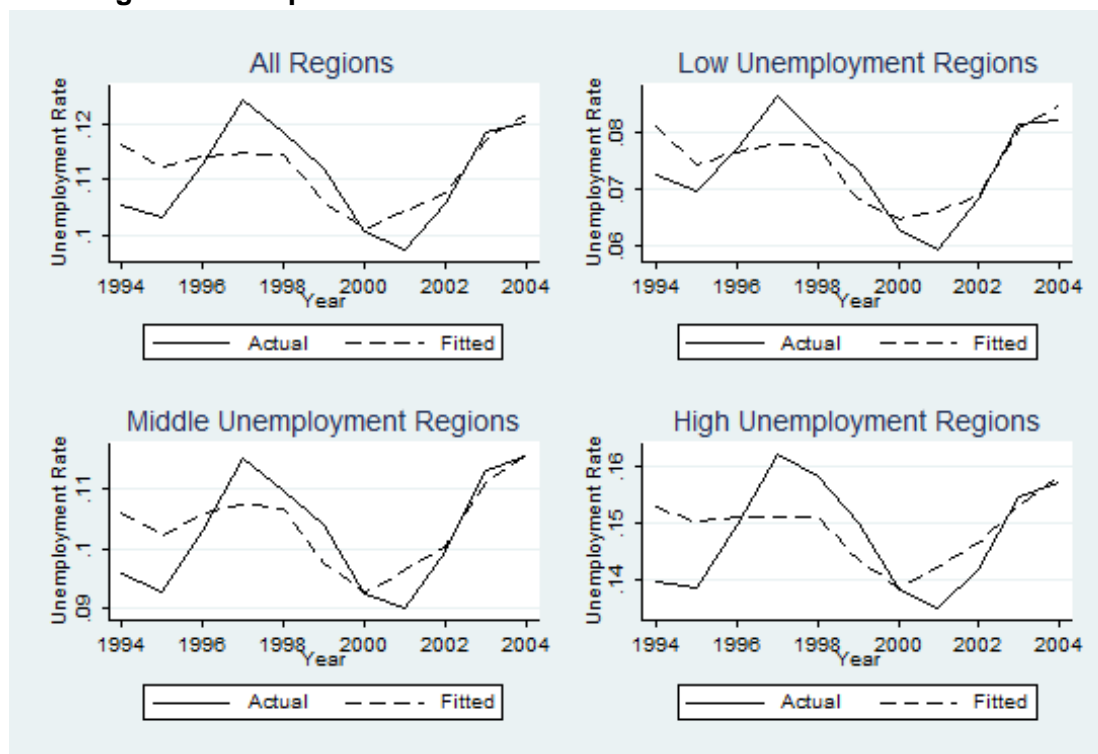 All Regions
Unemployment Rate
.12
.11
.1
1994 1996 1998 2000 2002 2004
Year
Actual Fitted
Low Unemployment Regions
Unemployment Rate
.08
.07
.06
1994 1996 1998 2000 2002 2004
Year
Actual Fitted
Middle Unemployment Regions
Unemployment Rate
.11
.1
.09
1994 1996 1998 2000 2002 2004
Year
Actual Fitted
High Unemployment Regions
Unemployment Rate
.16
.15
.14
1994 1996 1998 2000 2002 2004
Year
Actual Fitted